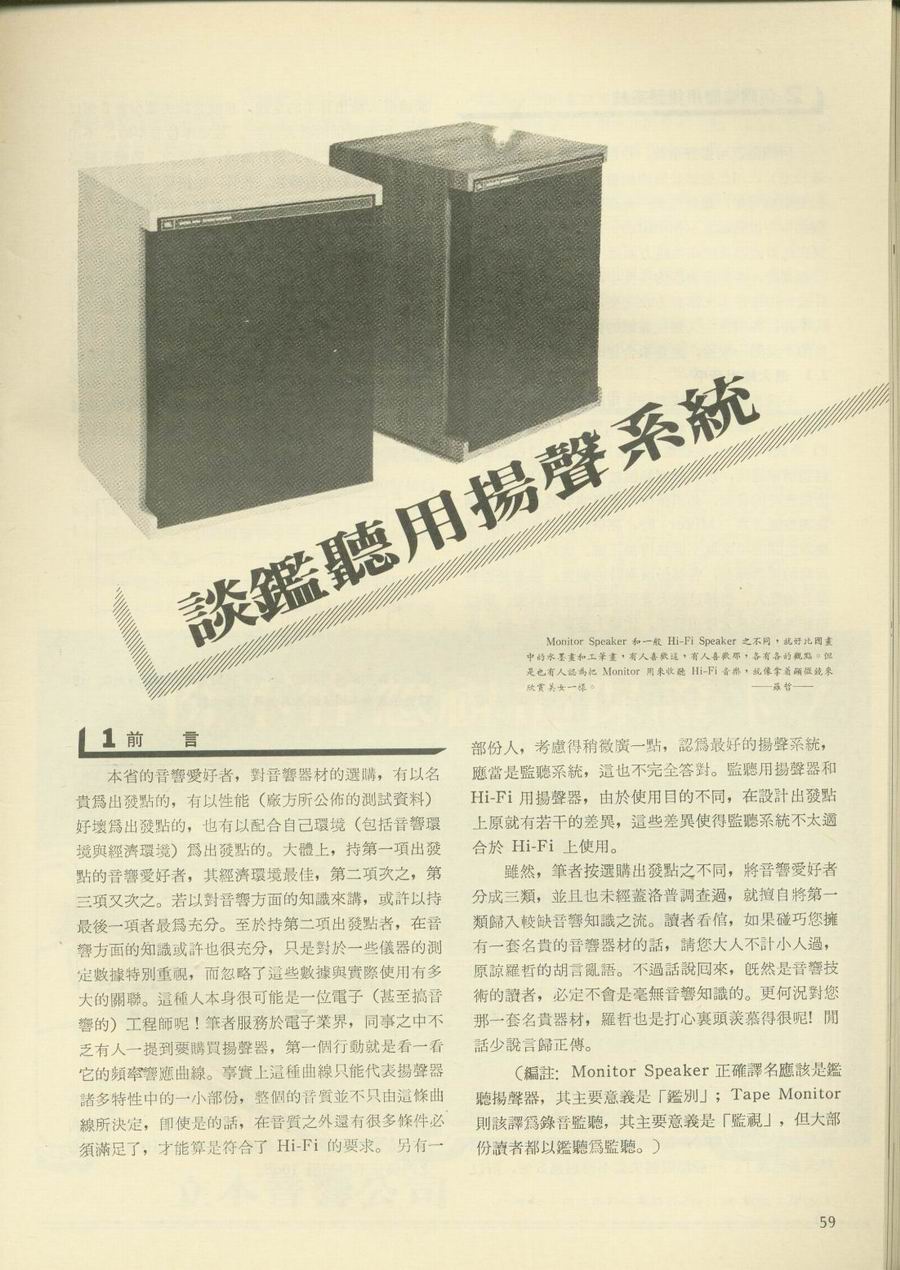 談鑑聽用揚聲系統
Monitor Speaker 和一般 Hi-Fi Speaker 之不同，就好比國畫
中的水墨畫和工筆畫，有人喜歡這，有人喜歡那，各有各的觀點。但
是也有人認為把 Monitor 用來收聽 Hi-Fi 音樂，就像拿着顯微鏡來
欣賞美女一樣。 ——羅哲——
1 前 言
本省的音響愛好者，對音響器材的選購，有以名
貴爲出發點的，有以性能（廠方所公佈的測試資料）
好壞爲出發點的，也有以配合自己環境（包括音響環
境與經濟環境）爲出發點的。大體上，持第一項出發
點的音響愛好者，其經濟環境最佳，第二項次之，第
三項又次之。若以對音響方面的知識來講，或許以持
最後一項者最爲充分。至於持第二項出發點者，在音
響方面的知識或許也很充分，只是對於一些儀器的測
定數據特別重視，而忽略了這些數據與實際使用有多
大的關聯。這種人本身很可能是一位電子（甚至搞音
響的）工程師呢！筆者服務於電子業界，同事之中不
乏有人一提到要購買揚聲器，第一個行動就是看一看
它的頻率響應曲線。事實上這種曲線只能代表揚聲器
諸多特性中的一小部份，整個的音質並不只由這條曲
線所決定，卽使是的話，在音質之外還有很多條件必
須滿足了，才能算是符合了 Hi-Fi 的要求。 另有一
部份人，考慮得稍微廣一點，認爲最好的揚聲系統，
應當是監聽系統，這也不完全答對。監聽用揚聲器和
Hi-Fi 用揚聲器，由於使用目的不同，在設計出發點
上原就有若干的差異，這些差異使得監聽系統不太適
合於 Hi-Fi 上使用。
雖然，筆者按選購出發點之不同，將音響愛好者
分成三類，並且也未經蓋洛普調查過，就擅自將第一
類歸入較缺音響知識之流。讀者看倌，如果碰巧您擁
有一套名貴的音響器材的話，請您大人不計小人過，
原諒羅哲的胡言亂語。不過話說回來，旣然是音響技
術的讀者，必定不會是毫無音響知識的。更何況對您
那一套名貴器材，羅哲也是打心裏頭羨慕得很呢！閒
話少說言歸正傳。
（編註：Monitor Speaker 正確譯名應該是鑑
聽揚聲器，其主要意義是「鑑別」；Tape Monitor
則該譯爲錄音監聽，其主要意義是「監視」，但大部
份讀者都以鑑聽爲監聽。）
59